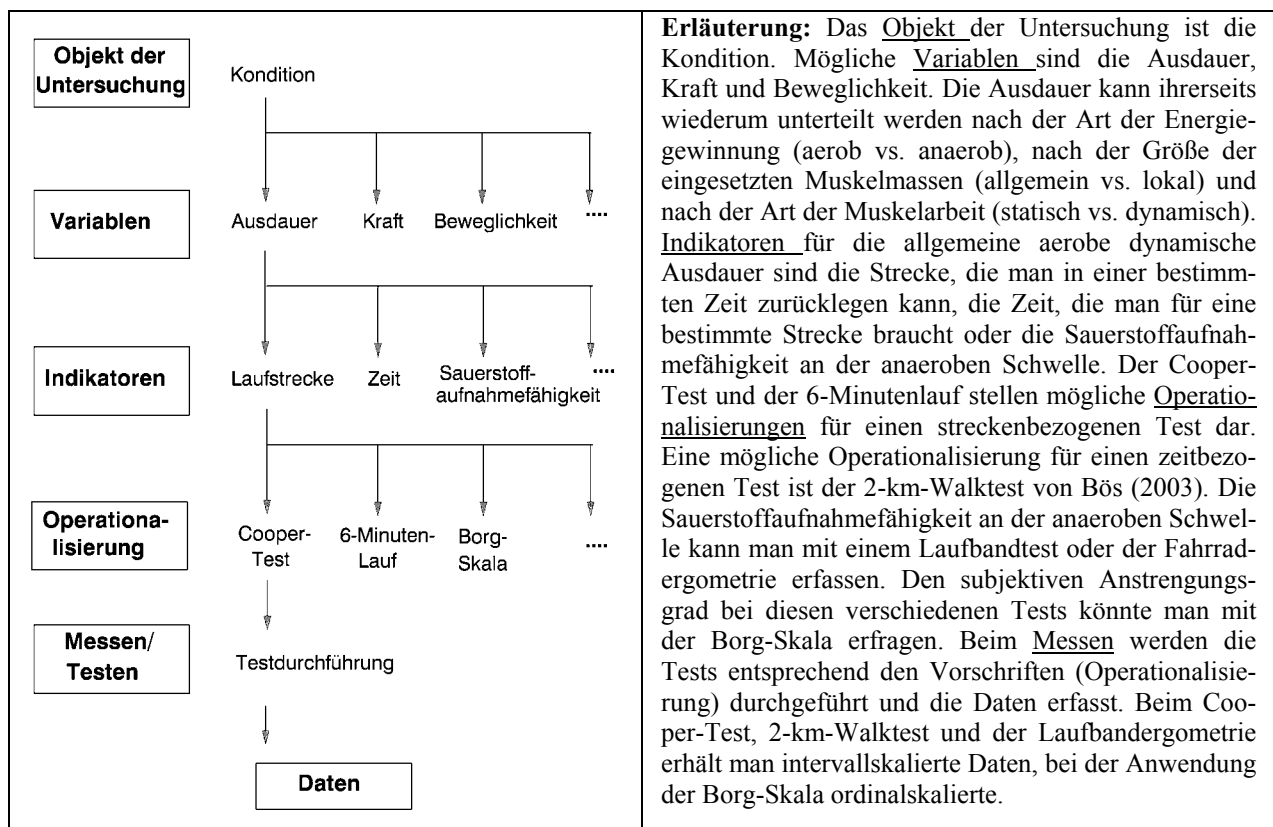 Objekt der
Untersuchung
Kondition
Variablen
Ausdauer Kraft Beweglichkeit ....
Indikatoren
Laufstrecke Zeit Sauerstoff-
aufnahmefähigkeit ....
Operationa-
lisierung
Cooper-
Test
6-Minuten-
Lauf
Borg-
Skala
....
Messen/
Testen
Testdurchführung
Daten
Erläuterung: Das Objekt der Untersuchung ist die
Kondition. Mögliche Variablen sind die Ausdauer,
Kraft und Beweglichkeit. Die Ausdauer kann ihrerseits
wiederum unterteilt werden nach der Art der Energie-
gewinnung (aerob vs. anaerob), nach der Größe der
eingesetzten Muskelmassen (allgemein vs. lokal) und
nach der Art der Muskelarbeit (statisch vs. dynamisch).
Indikatoren für die allgemeine aerobe dynamische
Ausdauer sind die Strecke, die man in einer bestimm-
ten Zeit zurücklegen kann, die Zeit, die man für eine
bestimmte Strecke braucht oder die Sauerstoffaufnah-
mefähigkeit an der anaeroben Schwelle. Der Cooper-
Test und der 6-Minutenlauf stellen mögliche Operatio-
nalisierungen für einen streckenbezogenen Test dar.
Eine mögliche Operationalisierung für einen zeitbezo-
genen Test ist der 2-km-Walktest von Bös (2003). Die
Sauerstoffaufnahmefähigkeit an der anaeroben Schwel-
le kann man mit einem Laufbandtest oder der Fahrrad-
ergometrie erfassen. Den subjektiven Anstrengungs-
grad bei diesen verschiedenen Tests könnte man mit
der Borg-Skala erfragen. Beim Messen werden die
Tests entsprechend den Vorschriften (Operationalisie-
rung) durchgeführt und die Daten erfasst. Beim Coo-
per-Test, 2-km-Walktest und der Laufbandergometrie
erhält man intervallskalierte Daten, bei der Anwendung
der Borg-Skala ordinalskalierte.